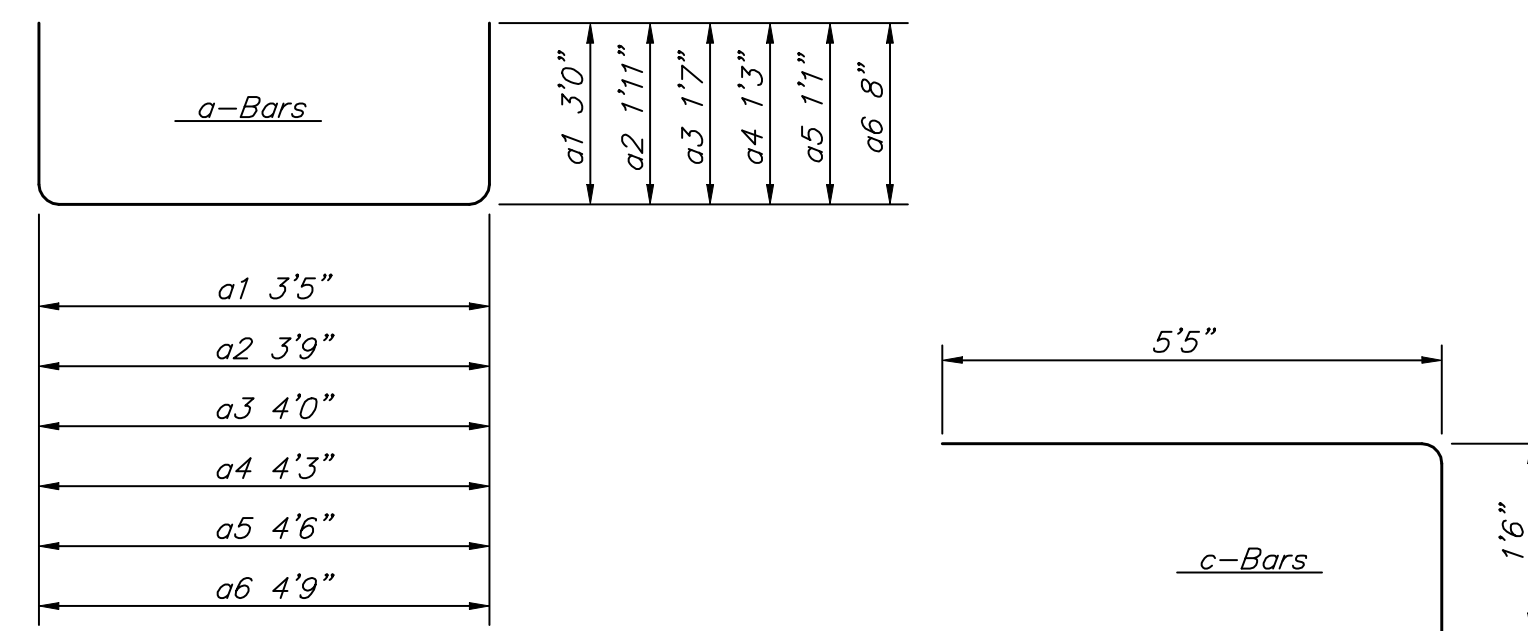 a-Bars
a1 3'0"
a2 1'11"
a3 1'7"
a4 1'3"
a5 1'1"
a6 8"
a1 3'5"
a2 3'9"
a3 4'0"
a4 4'3"
a5 4'6"
a6 4'9"
5'5"
c-Bars
1'6"